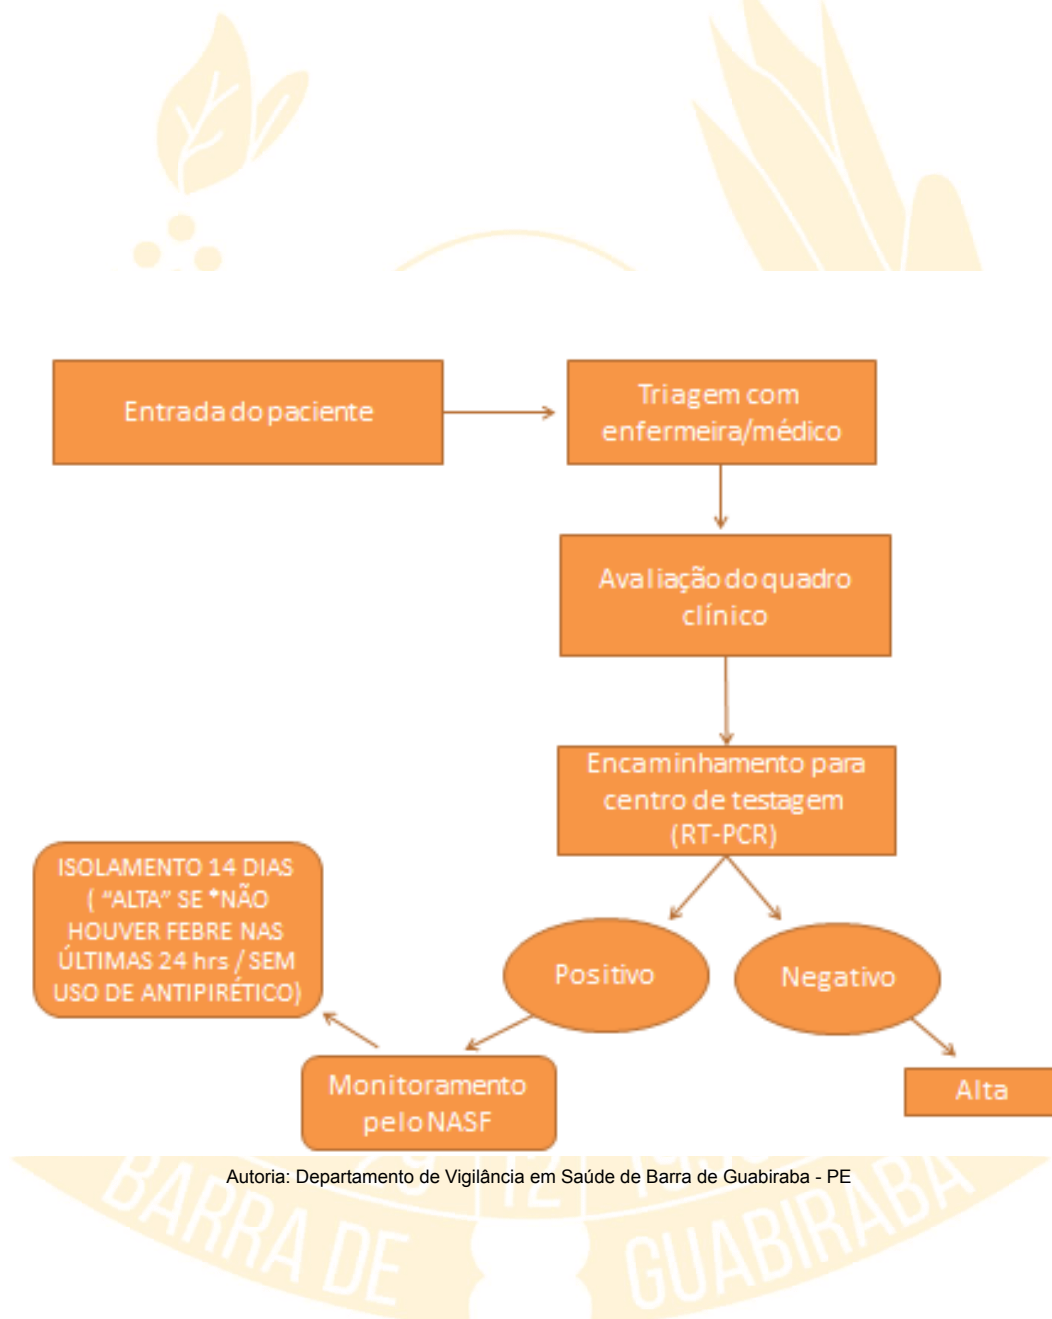 Entrada do paciente
Triagem com
enfermeira/médico
Avaliação do quadro
clínico
Encaminhamento para
centro de testagem
(RT-PCR)
Positivo
Negativo
ISOLAMENTO 14 DIAS
( “ALTA” SE *NÃO
HOUVER FEBRE NAS
ÚLTIMAS 24 hrs / SEM
USO DE ANTIPIRÉTICO)
Monitoramento
pelo NASF
Alta
Autoria: Departamento de Vigilância em Saúde de Barra de Guabiraba - PE
12
BARRA DE GUABIRABA